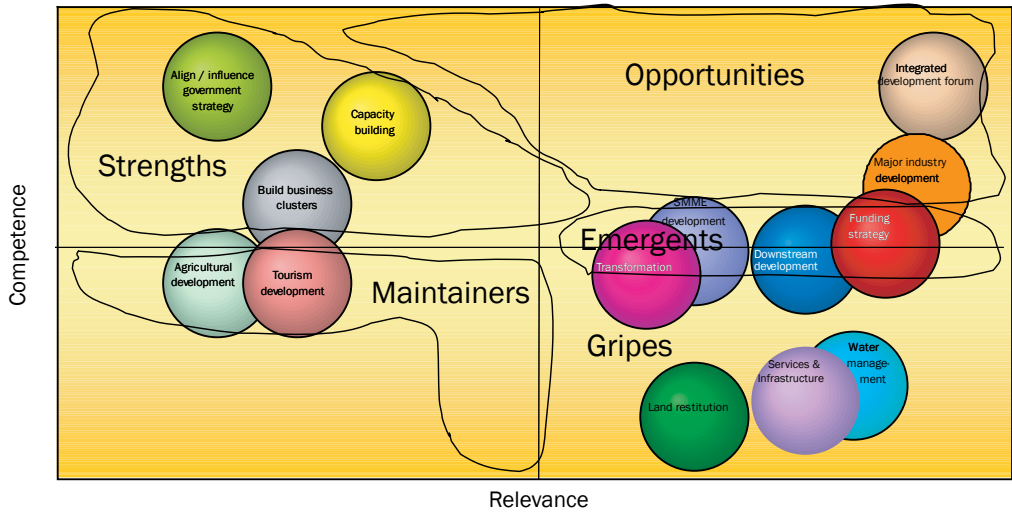 Opportunities
Integrated
development forum
Align / influence
government
strategy
Capacity
building
Strengths
Major industry
development
Build business
clusters
SMME
development
Funding
strategy
Emergents
Competence
Transformation
Downstream
development
Agricultural
development
Tourism
development
Maintainers
Gripes
Water
manage-
ment
Services &
Infrastructure
Land restitution
Relevance